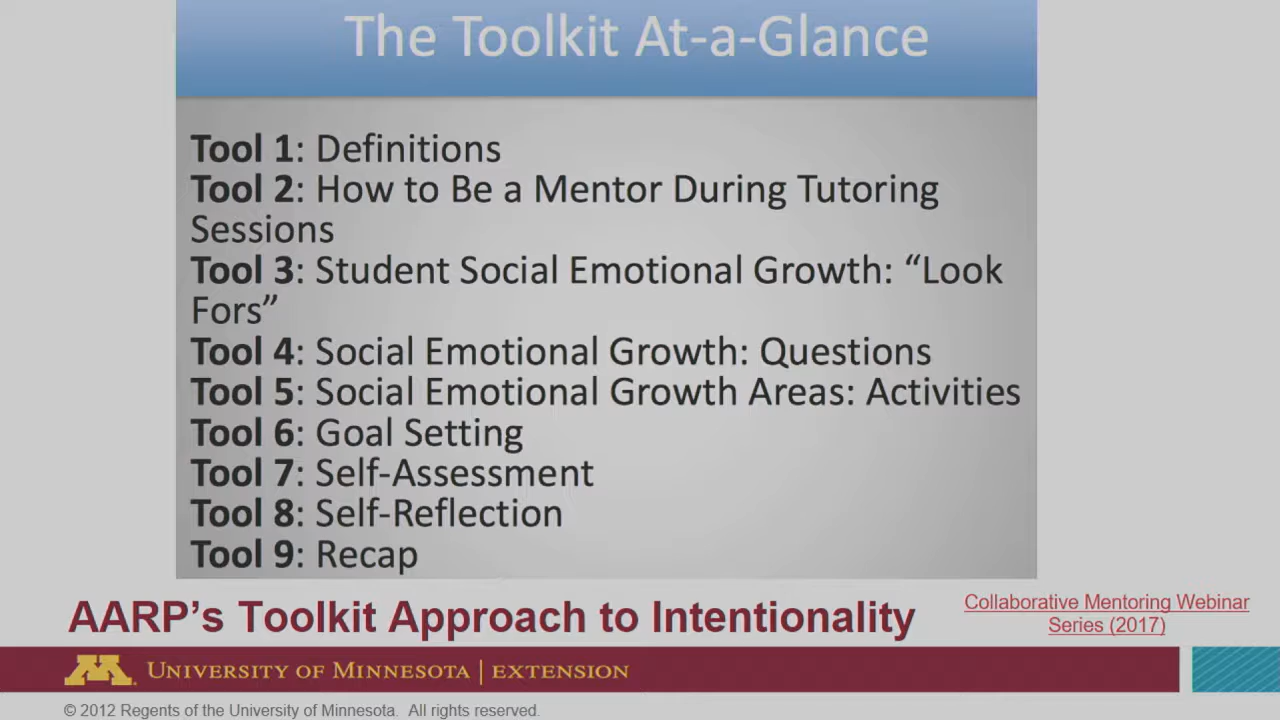 The Toolkit At-a-Glance
Tool 1: Definitions
Tool 2: How to Be a Mentor During Tutoring
Sessions
Tool 3: Student Social Emotional Growth: “Look
Fors”
Tool 4: Social Emotional Growth: Questions
Tool 5: Social Emotional Growth Areas: Activities
Tool 6: Goal Setting
Tool 7: Self-Assessment
Tool 8: Self-Reflection
Tool 9: Recap
AARP’s Toolkit Approach to Intentionality
Collaborative Mentoring Webinar
Series (2017)
M
UNIVERSITY OF MINNESOTA | EXTENSION
© 2012 Regents of the University of Minnesota. All rights reserved.